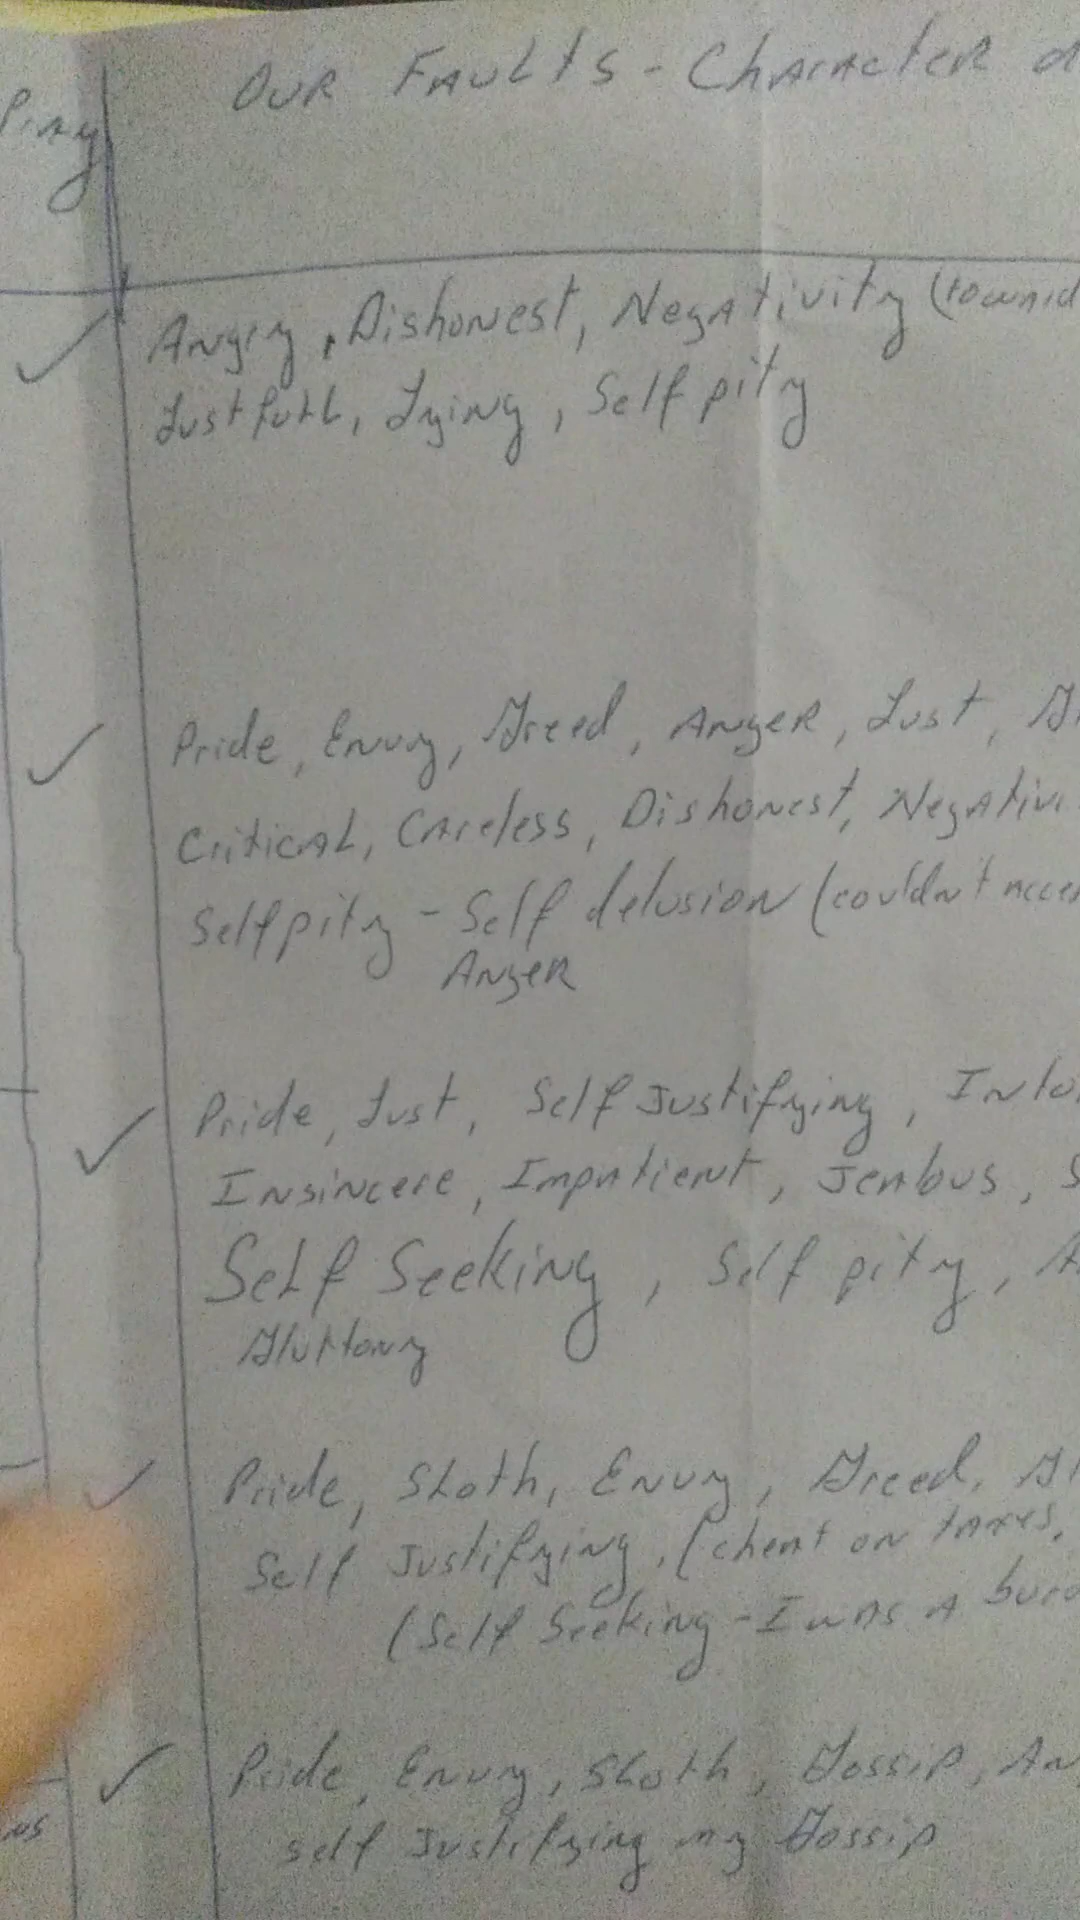 OUR FAULTS - CHARACTER
Angry, Dishonest, Negativity (toward
Lustfull, Lying, Self pity
Pride, Envy, Greed, Anger, Lust,
Critical, Careless, Dishonest,
Selfpity - Self delusion (couldn't
Anger
Pride, Lust, Self Justifying,
Insincere, Impatient, Jealous,
Self Seeking, Self pity,
Gluttony
Pride, Sloth, Envy, Greed,
Self Justifying, (cheat on taxes,
(Self Seeking - I was a
Pride, Envy, Sloth, Gossip,
self Justifying my Gossip